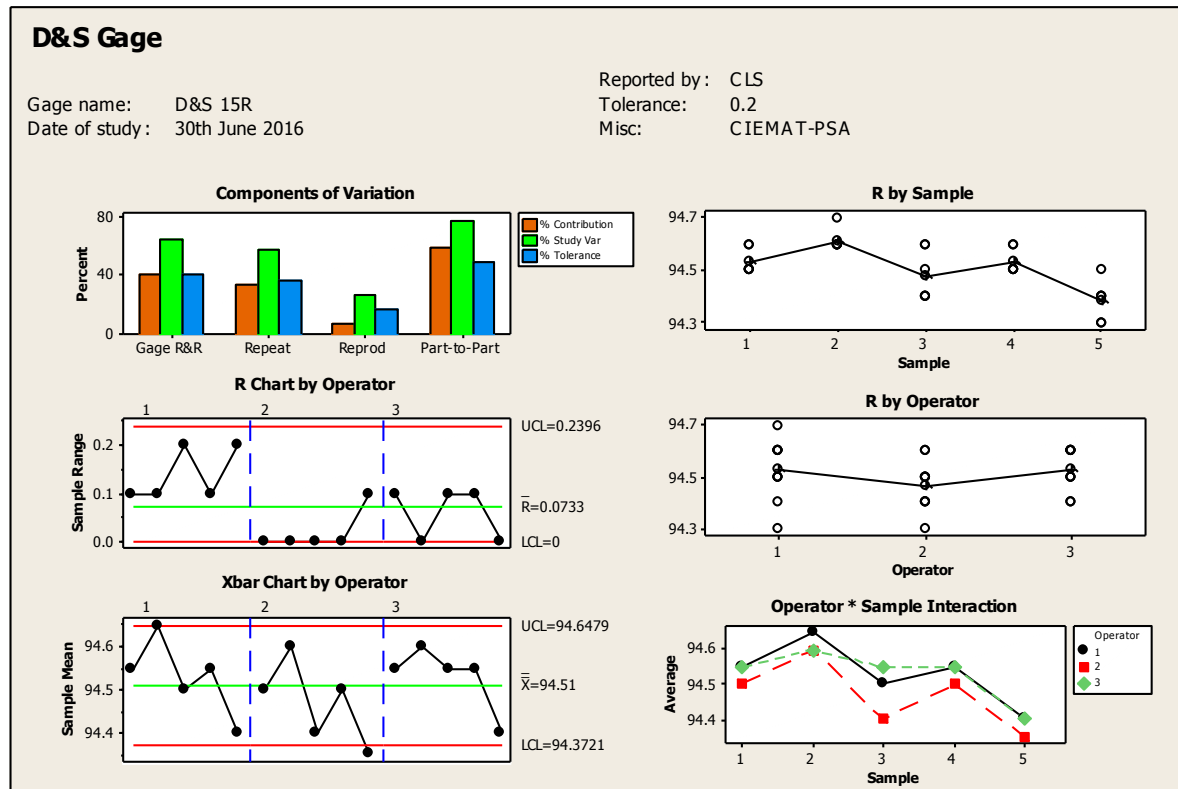 D&S Gage
Gage name: D&S 15R
Date of study: 30th June 2016
Reported by: CLS
Tolerance: 0.2
Misc: CIEMAT-PSA
Components of Variation
80
40
0
Percent
Gage R&R Repeat Reprod Part-to-Part
% Contribution
% Study Var
% Tolerance
R by Sample
94.7
94.5
94.3
1 2 3 4 5
Sample
R Chart by Operator
1 2 3
0.2
0.1
0.0
Sample Range
UCL=0.2396
R̅=0.0733
LCL=0
R by Operator
94.7
94.5
94.3
1 2 3
Operator
Xbar Chart by Operator
1 2 3
94.6
94.5
94.4
Sample Mean
UCL=94.6479
X̿=94.51
LCL=94.3721
Operator * Sample Interaction
94.6
94.5
94.4
Average
1 2 3 4 5
Sample
Operator
1
2
3